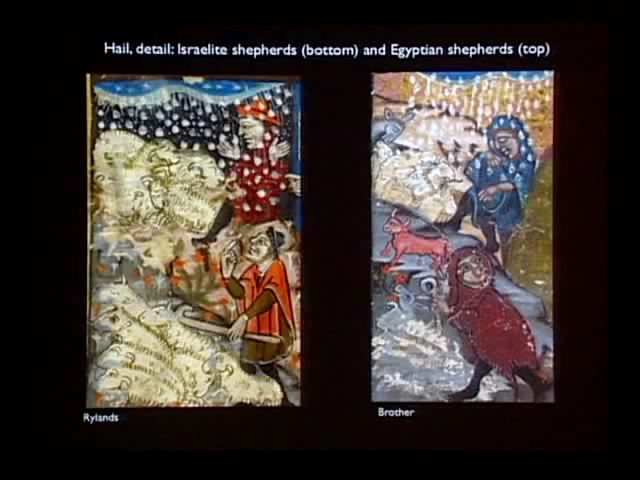 Hail, detail: Israelite shepherds (bottom) and Egyptian shepherds (top)
Rylands
Brother